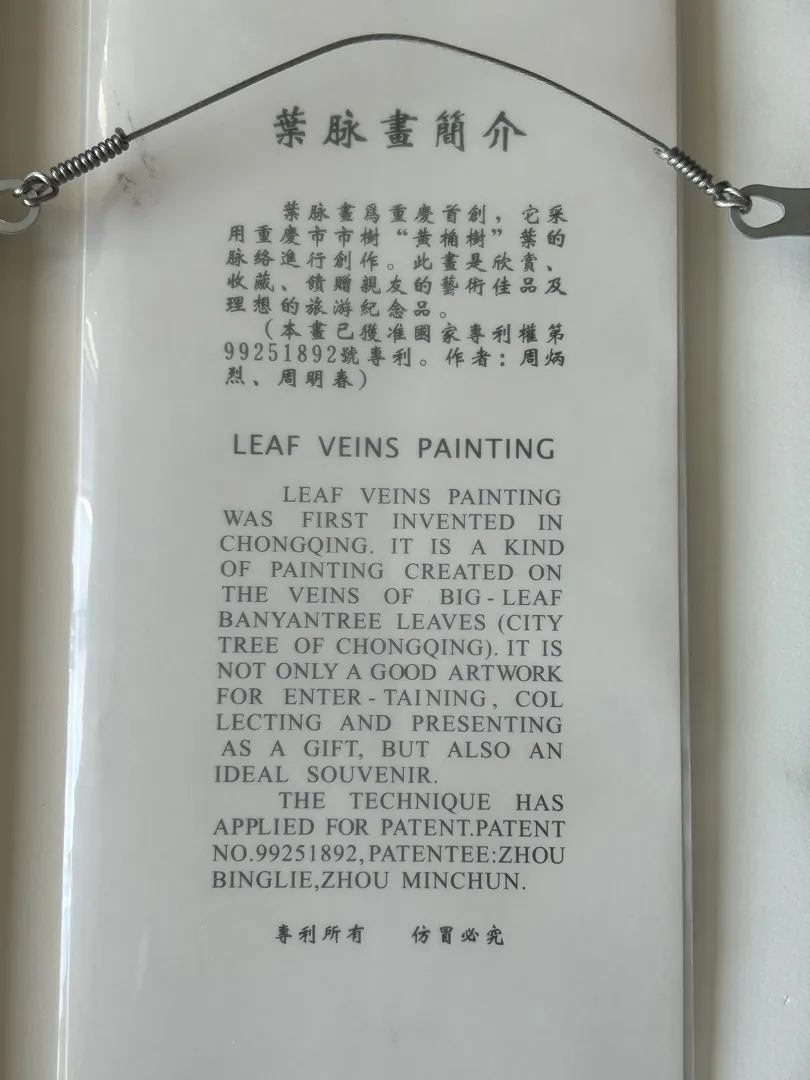 葉脉畫簡介
葉脉畫爲重慶首創，它采
用重慶市市樹“黃桷樹”葉的
脉絡進行創作。此畫是欣賞、
收藏、饋贈親友的藝術佳品及
理想的旅游紀念品。
（本畫已獲准國家專利權第
99251892號專利。作者：周炳
烈、周明春）
LEAF VEINS PAINTING
LEAF VEINS PAINTING
WAS FIRST INVENTED IN
CHONGQING. IT IS A KIND
OF PAINTING CREATED ON
THE VEINS OF BIG-LEAF
BANYANTREE LEAVES (CITY
TREE OF CHONGQING). IT IS
NOT ONLY A GOOD ARTWORK
FOR ENTER-TAINING, COL
LECTING AND PRESENTING
AS A GIFT, BUT ALSO AN
IDEAL SOUVENIR.
THE TECHNIQUE HAS
APPLIED FOR PATENT.PATENT
NO.99251892,PATENTEE:ZHOU
BINGLIE,ZHOU MINCHUN.
專利所有 仿冒必究